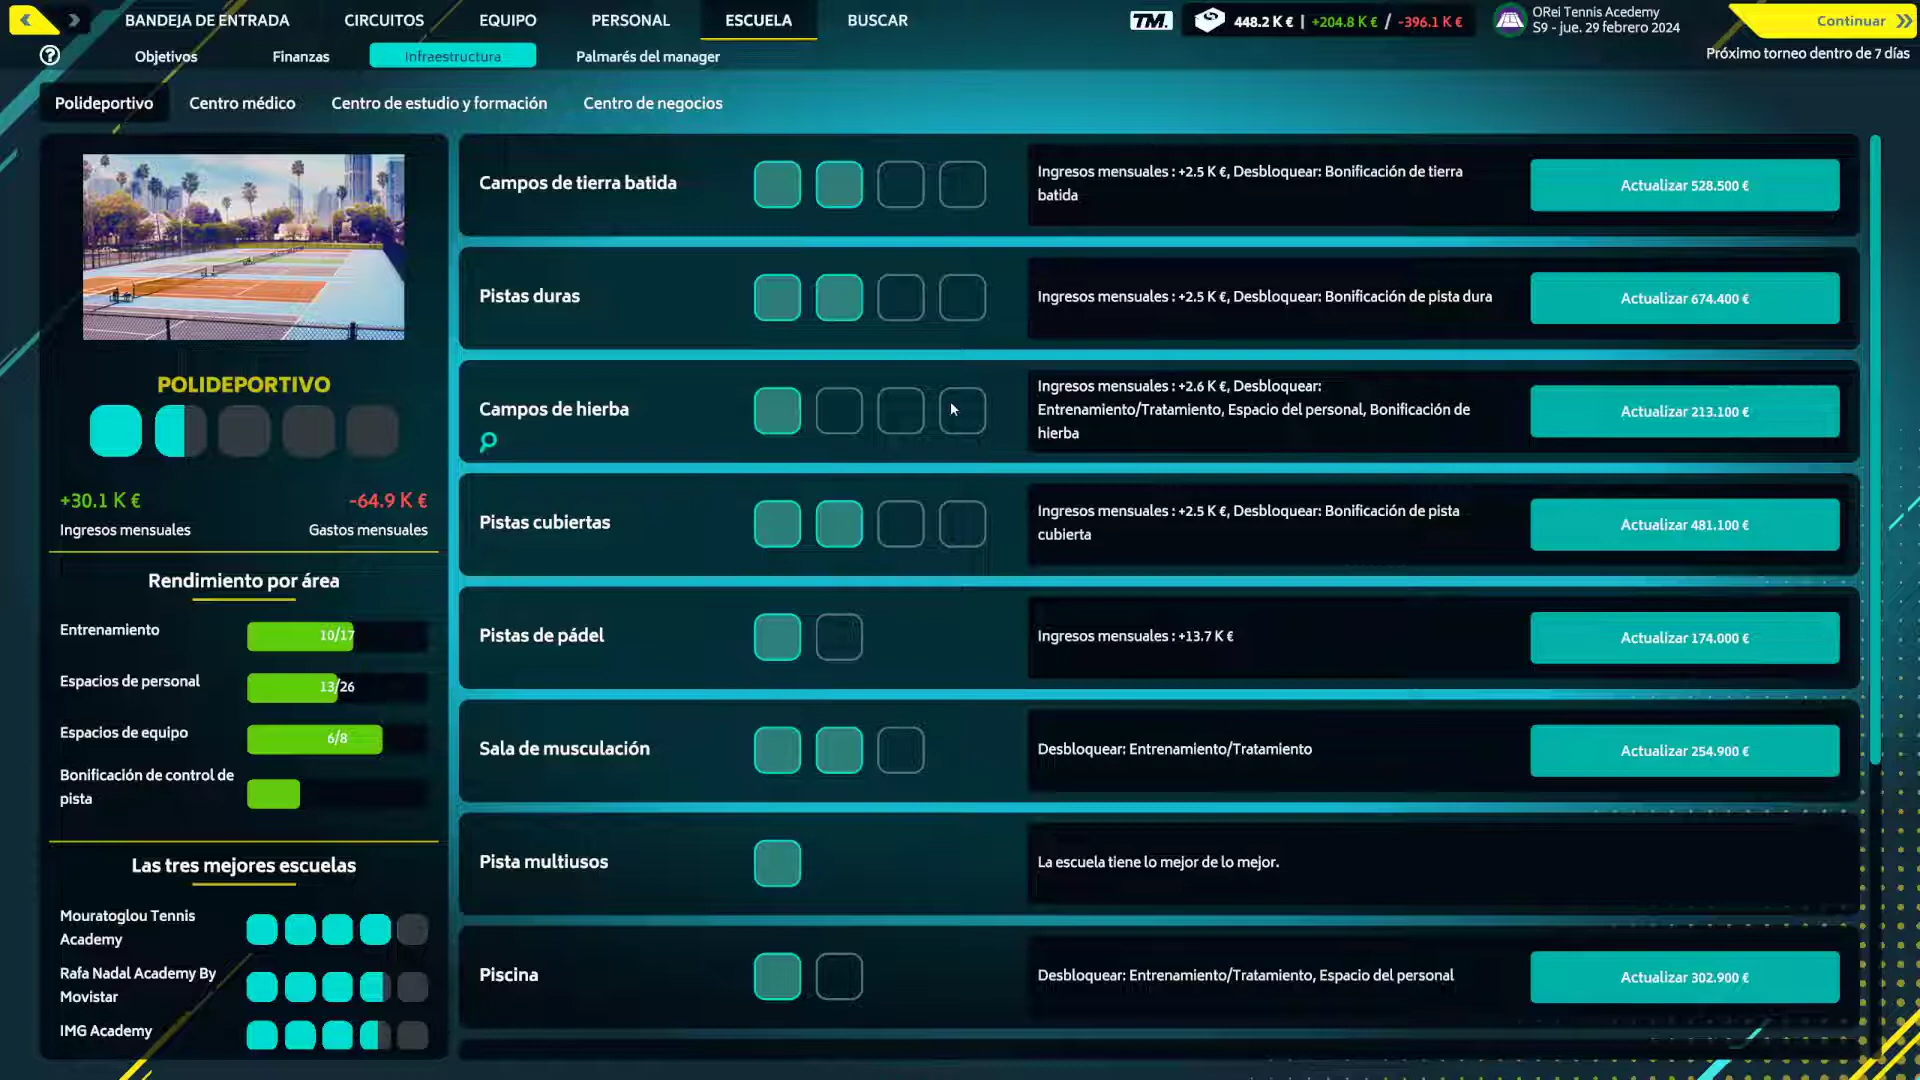 BANDEJA DE ENTRADA
CIRCUITOS
EQUIPO
PERSONAL
ESCUELA
BUSCAR
TM.
448.2 K € | +204.8 K € / -396.1 K €
ORei Tennis Acedemy
S9 - jue. 29 febrero 2024
Continuar
Próximo torneo dentro de 7 días
Objetivos
Finanzas
Infraestructura
Palmarés del manager
Polideportivo
Centro médico
Centro de estudio y formación
Centro de negocios
POLIDEPORTIVO
+30.1 K €
-64.9 K €
Ingresos mensuales
Gastos mensuales
Rendimiento por área
Entrenamiento
10/17
Espacios de personal
13/26
Espacios de equipo
6/8
Bonificación de control de
pista
Las tres mejores escuelas
Mouratoglou Tennis
Academy
Rafa Nadal Academy By
Movistar
IMG Academy
Campos de tierra batida
Ingresos mensuales : +2.5 K €, Desbloquear: Bonificación de tierra
batida
Actualizar 528.500 €
Pistas duras
Ingresos mensuales : +2.5 K €, Desbloquear: Bonificación de pista dura
Actualizar 674.400 €
Campos de hierba
Ingresos mensuales : +2.6 K €, Desbloquear:
Entrenamiento/Tratamiento, Espacio del personal, Bonificación de
hierba
Actualizar 213.100 €
Pistas cubiertas
Ingresos mensuales : +2.5 K €, Desbloquear: Bonificación de pista
cubierta
Actualizar 481.100 €
Pistas de pádel
Ingresos mensuales : +13.7 K €
Actualizar 174.000 €
Sala de musculación
Desbloquear: Entrenamiento/Tratamiento
Actualizar 254.900 €
Pista multiusos
La escuela tiene lo mejor de lo mejor.
Piscina
Desbloquear: Entrenamiento/Tratamiento, Espacio del personal
Actualizar 302.900 €